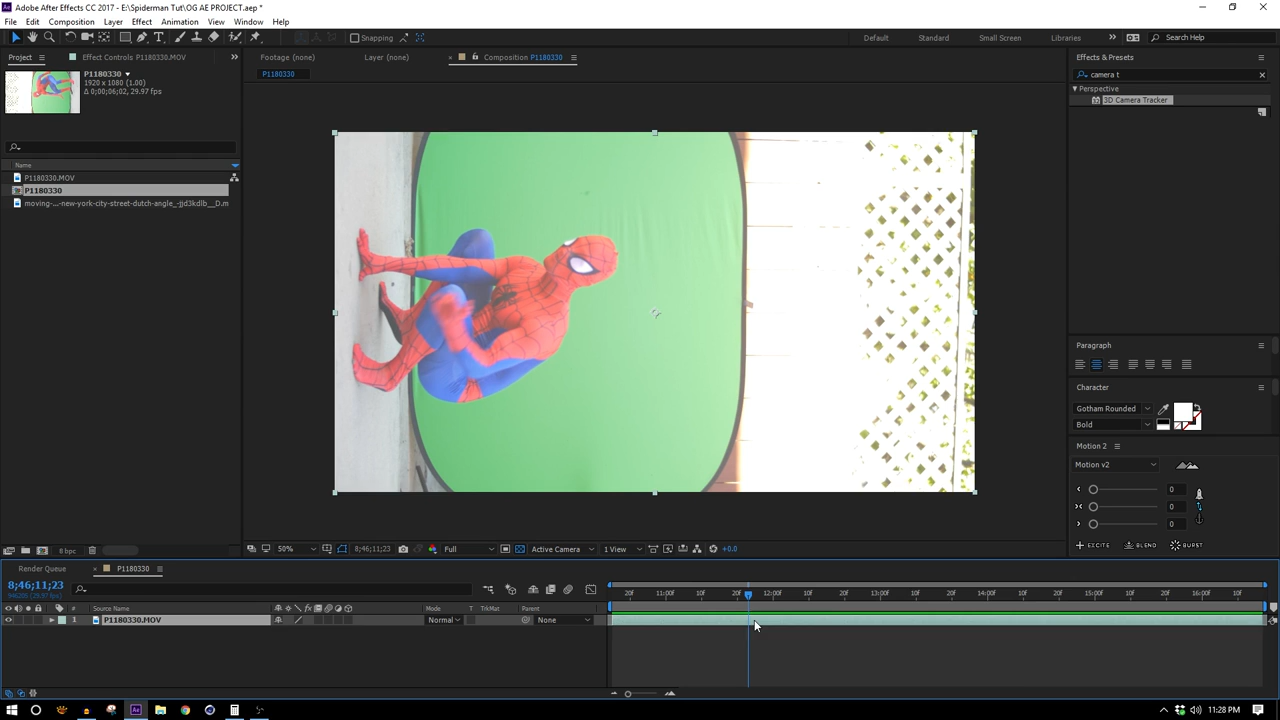 Adobe After Effects CC 2017 - E:\Spiderman Tut\OG AE PROJECT.aep *
File Edit Composition Layer Effect Animation View Window Help
Snapping Default Standard Small Screen Libraries Search Help
Project Effect Controls P1180330.MOV
Footage (none) Layer (none) Composition P1180330
Effects & Presets
P1180330
1920 x 1080 (1.00)
Δ 0;00;06;02, 29.97 fps
P1180330
camera t
Perspective
3D Camera Tracker
Name
P1180330.MOV
P1180330
moving-...-new-york-city-street-dutch-angle_-jjd3kdlb__D.m
Paragraph
Character
Gotham Rounded
Bold
Motion 2
Motion v2
0
0
0
EXCITE BLEND BURST
8 bpc
50% 8;46;11;23 Full Active Camera 1 View +0.0
Render Queue P1180330
8;46;11;23
20f 11:00f 10f 20f 12:00f 10f 20f 13:00f 10f 20f 14:00f 10f 20f 15:00f 10f 20f 16:00f 10f
# Source Name Mode T TrkMat Parent
1 P1180330.MOV Normal None
11:28 PM